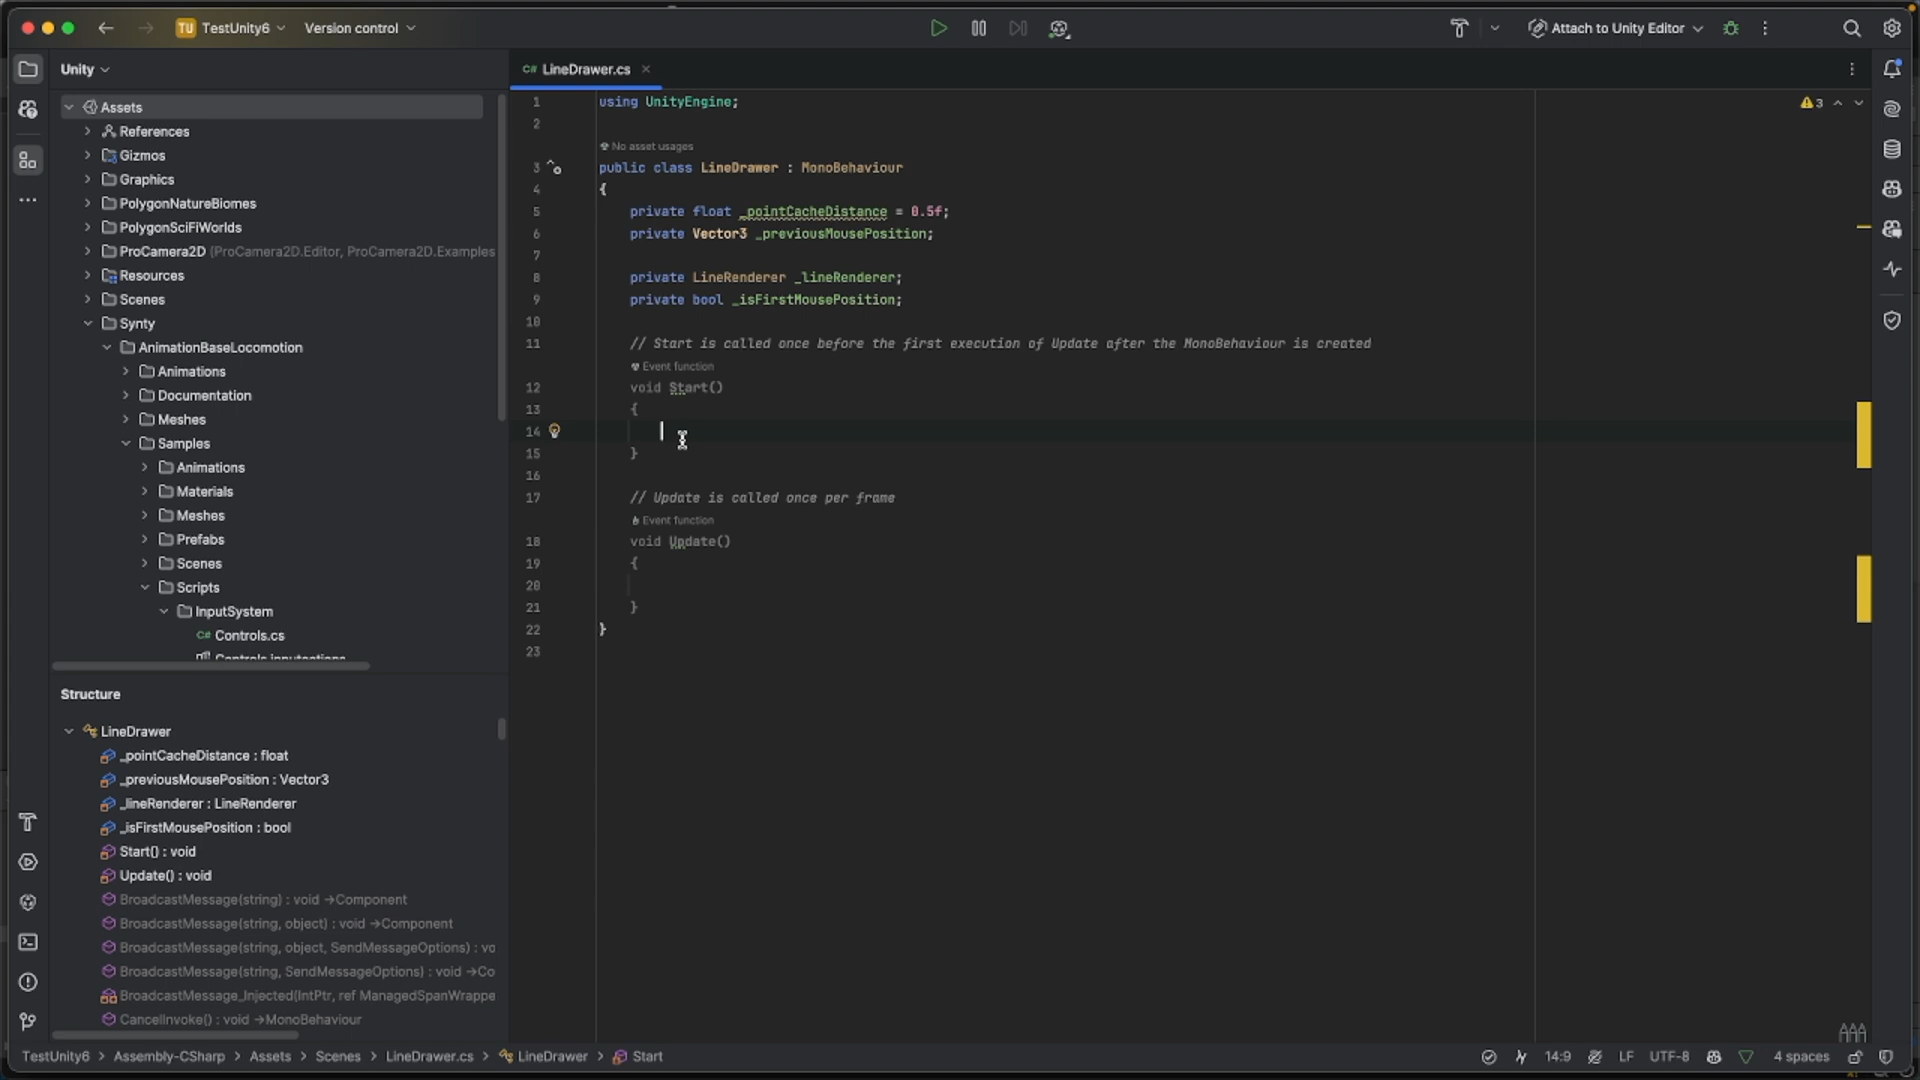 TU TestUnity6
Version control
Attach to Unity Editor
Unity
Assets
References
Gizmos
Graphics
PolygonNatureBiomes
PolygonSciFiWorlds
ProCamera2D (ProCamera2D.Editor, ProCamera2D.Examples
Resources
Scenes
Synty
AnimationBaseLocomotion
Animations
Documentation
Meshes
Samples
Animations
Materials
Meshes
Prefabs
Scenes
Scripts
InputSystem
C# Controls.cs
Controls.inputactions
Structure
LineDrawer
_pointCacheDistance : float
_previousMousePosition : Vector3
_lineRenderer : LineRenderer
_isFirstMousePosition : bool
Start() : void
Update() : void
BroadcastMessage(string) : void →Component
BroadcastMessage(string, object) : void →Component
BroadcastMessage(string, object, SendMessageOptions) : vo
BroadcastMessage(string, SendMessageOptions) : void →Co
BroadcastMessage_Injected(IntPtr, ref ManagedSpanWrappe
CancelInvoke() : void →MonoBehaviour
C# LineDrawer.cs
3
1 using UnityEngine;
2
No asset usages
3 public class LineDrawer : MonoBehaviour
4 {
5 private float _pointCacheDistance = 0.5f;
6 private Vector3 _previousMousePosition;
7
8 private LineRenderer _lineRenderer;
9 private bool _isFirstMousePosition;
10
11 // Start is called once before the first execution of Update after the MonoBehaviour is created
Event function
12 void Start()
13 {
14
15 }
16
17 // Update is called once per frame
Event function
18 void Update()
19 {
20
21 }
22 }
23
TestUnity6 > Assembly-CSharp > Assets > Scenes > LineDrawer.cs > LineDrawer > Start
14:9 LF UTF-8 4 spaces